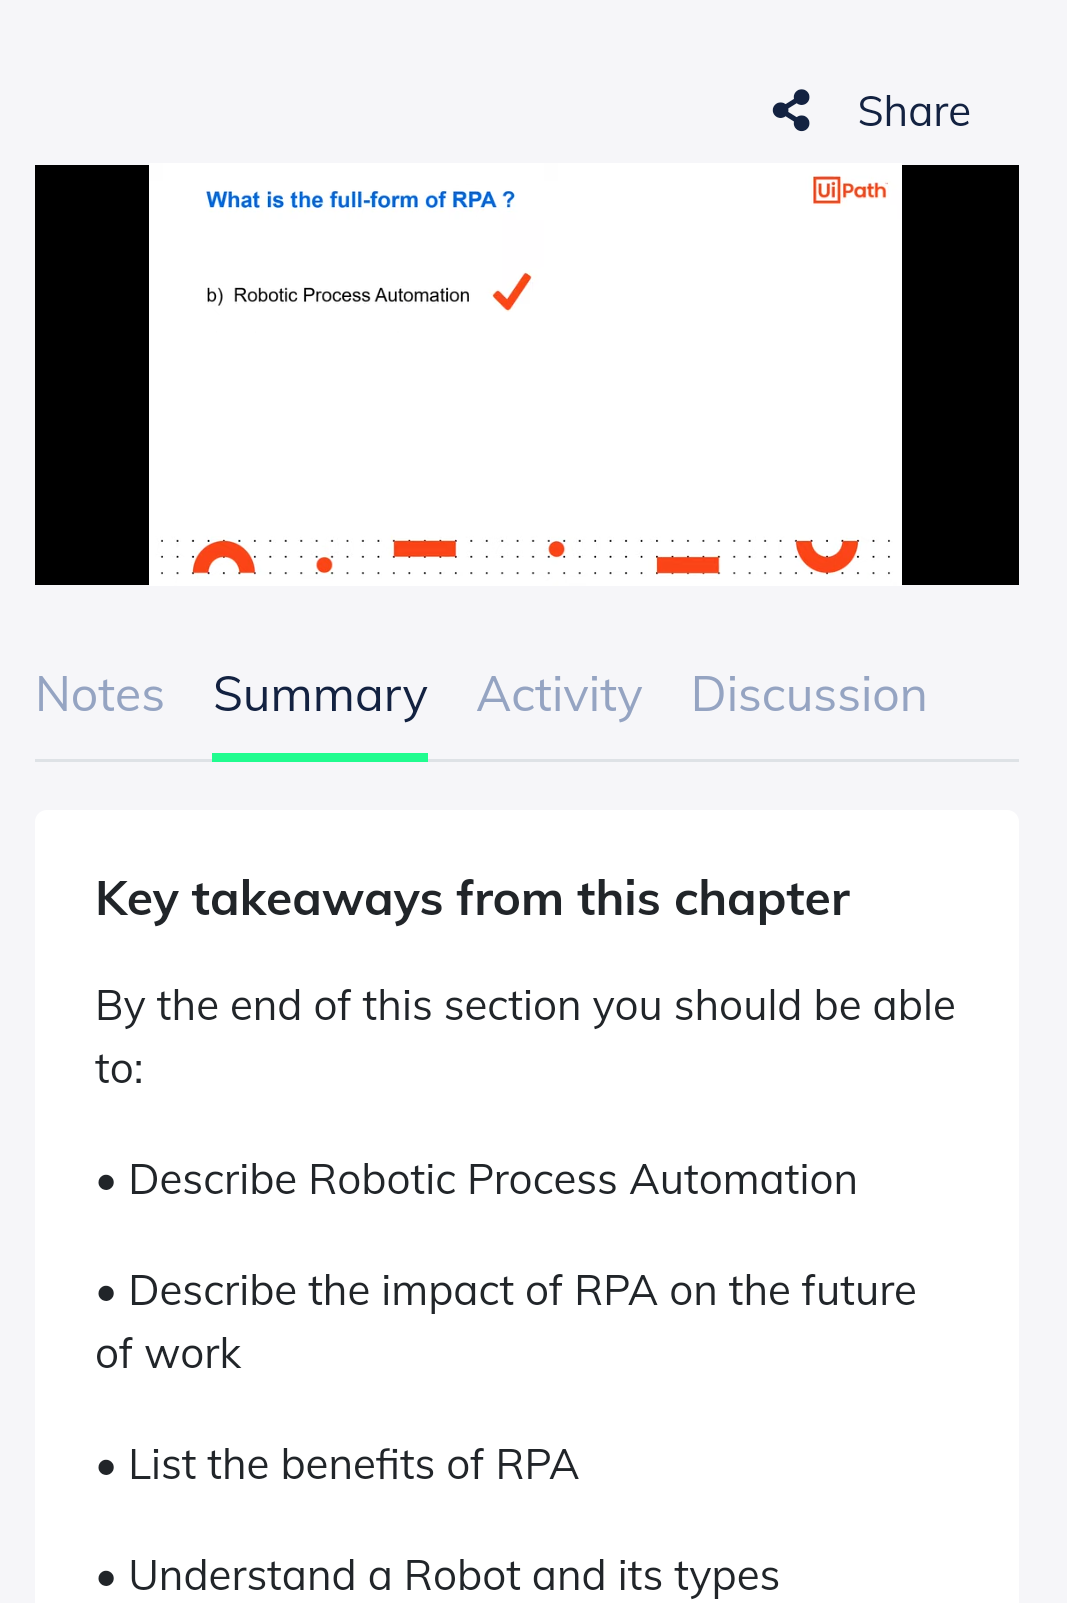 Share
What is the full-form of RPA ?
UiPath
b) Robotic Process Automation
Notes Summary Activity Discussion
Key takeaways from this chapter
By the end of this section you should be able
to:
• Describe Robotic Process Automation
• Describe the impact of RPA on the future
of work
• List the benefits of RPA
• Understand a Robot and its types